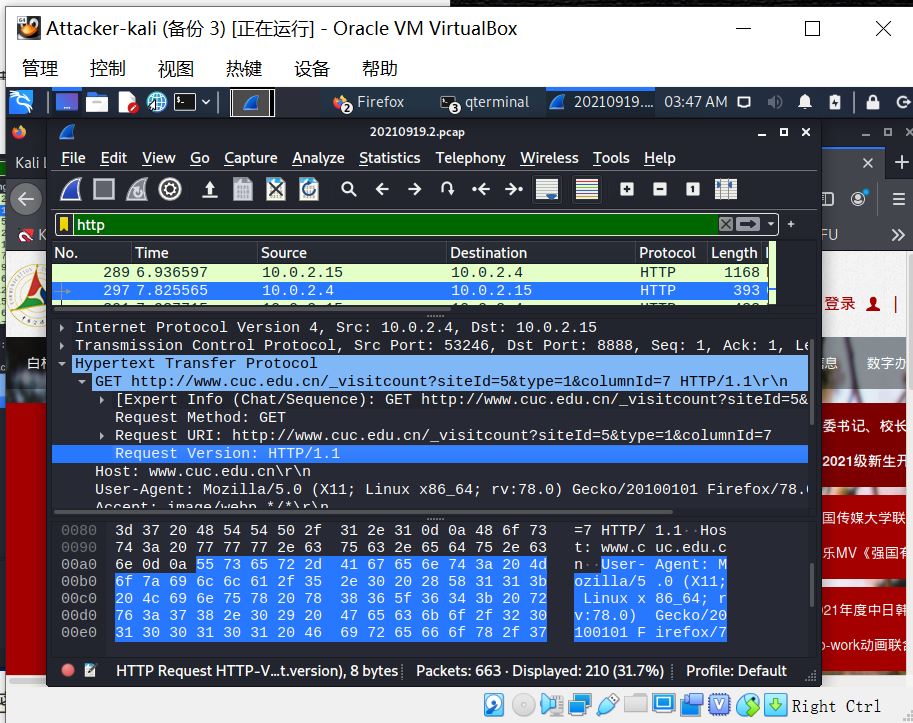 Attacker-kali (备份 3) [正在运行] - Oracle VM VirtualBox
管理 控制 视图 热键 设备 帮助
Firefox qterminal 20210919.... 03:47 AM
20210919.2.pcap
File Edit View Go Capture Analyze Statistics Telephony Wireless Tools Help
Kali L
http
FU
No. Time Source Destination Protocol Length
289 6.936597 10.0.2.15 10.0.2.4 HTTP 1168
297 7.825565 10.0.2.4 10.0.2.15 HTTP 393
登录
Internet Protocol Version 4, Src: 10.0.2.4, Dst: 10.0.2.15
Transmission Control Protocol, Src Port: 53246, Dst Port: 8888, Seq: 1, Ack: 1, Le
Hypertext Transfer Protocol
数字办
GET http://www.cuc.edu.cn/_visitcount?siteId=5&type=1&columnId=7 HTTP/1.1\r\n
[Expert Info (Chat/Sequence): GET http://www.cuc.edu.cn/_visitcount?siteId=5&
Request Method: GET
委书记、校长
Request URI: http://www.cuc.edu.cn/_visitcount?siteId=5&type=1&columnId=7
Request Version: HTTP/1.1
2021级新生开
Host: www.cuc.edu.cn\r\n
User-Agent: Mozilla/5.0 (X11; Linux x86_64; rv:78.0) Gecko/20100101 Firefox/78.
Accept: image/webp,*/*\r\n
国传媒大学联
0080 3d 37 20 48 54 54 50 2f 31 2e 31 0d 0a 48 6f 73 =7 HTTP/ 1.1··Hos
0090 74 3a 20 77 77 77 2e 63 75 63 2e 65 64 75 2e 63 t: www.c uc.edu.c
乐MV《强国有
00a0 6e 0d 0a 55 73 65 72 2d 41 67 65 6e 74 3a 20 4d n··User- Agent: M
00b0 6f 7a 69 6c 6c 61 2f 35 2e 30 20 28 58 31 31 3b ozilla/5 .0 (X11;
00c0 20 4c 69 6e 75 78 20 78 38 36 5f 36 34 3b 20 72 Linux x 86_64; r
00d0 76 3a 37 38 2e 30 29 20 47 65 63 6b 6f 2f 32 30 v:78.0) Gecko/20
21年度中日韩
00e0 31 30 30 31 30 31 20 46 69 72 65 66 6f 78 2f 37 100101 F irefox/7
o-work动画联合
HTTP Request HTTP-V...t.version), 8 bytes Packets: 663 · Displayed: 210 (31.7%) Profile: Default
Right Ctrl